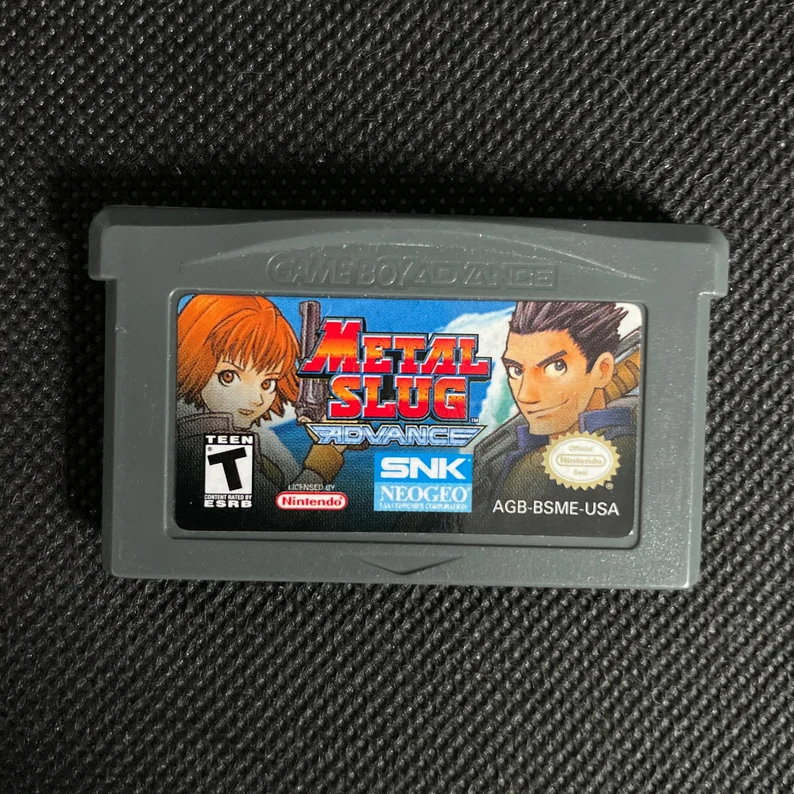 GAME BOY ADVANCE
METAL
SLUG
ADVANCE
TM
TEEN
T
CONTENT RATED BY
ESRB
LICENSED BY
Nintendo
SNK
NEOGEO
Official
Nintendo
Seal
AGB-BSME-USA